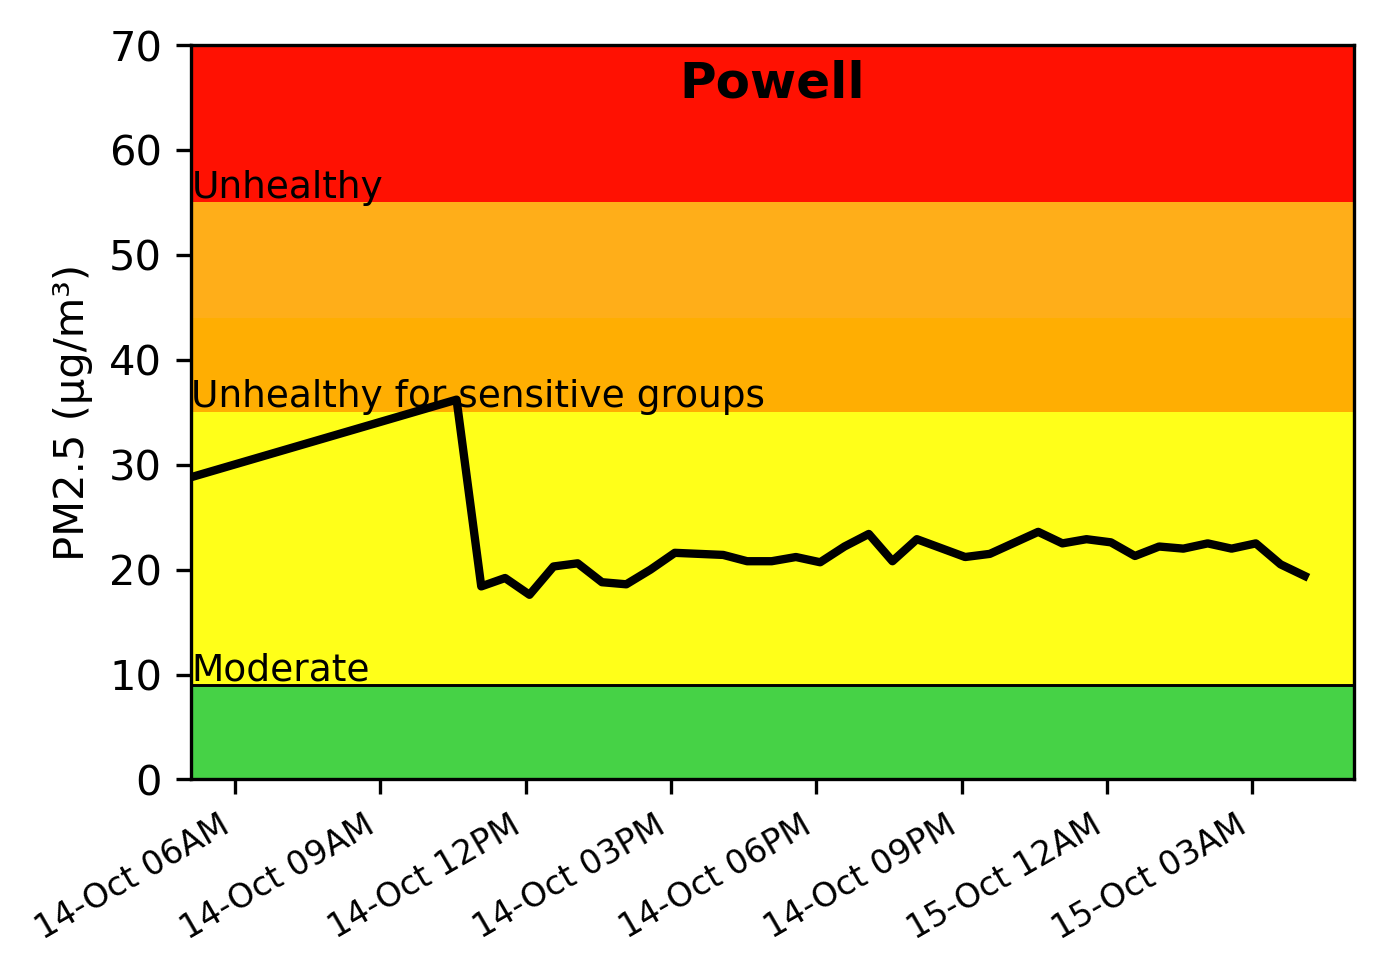 Powell
PM2.5 (µg/m³)
70
60
50
40
30
20
10
0
Unhealthy
Unhealthy for sensitive groups
Moderate
14-Oct 06AM
14-Oct 09AM
14-Oct 12PM
14-Oct 03PM
14-Oct 06PM
14-Oct 09PM
15-Oct 12AM
15-Oct 03AM